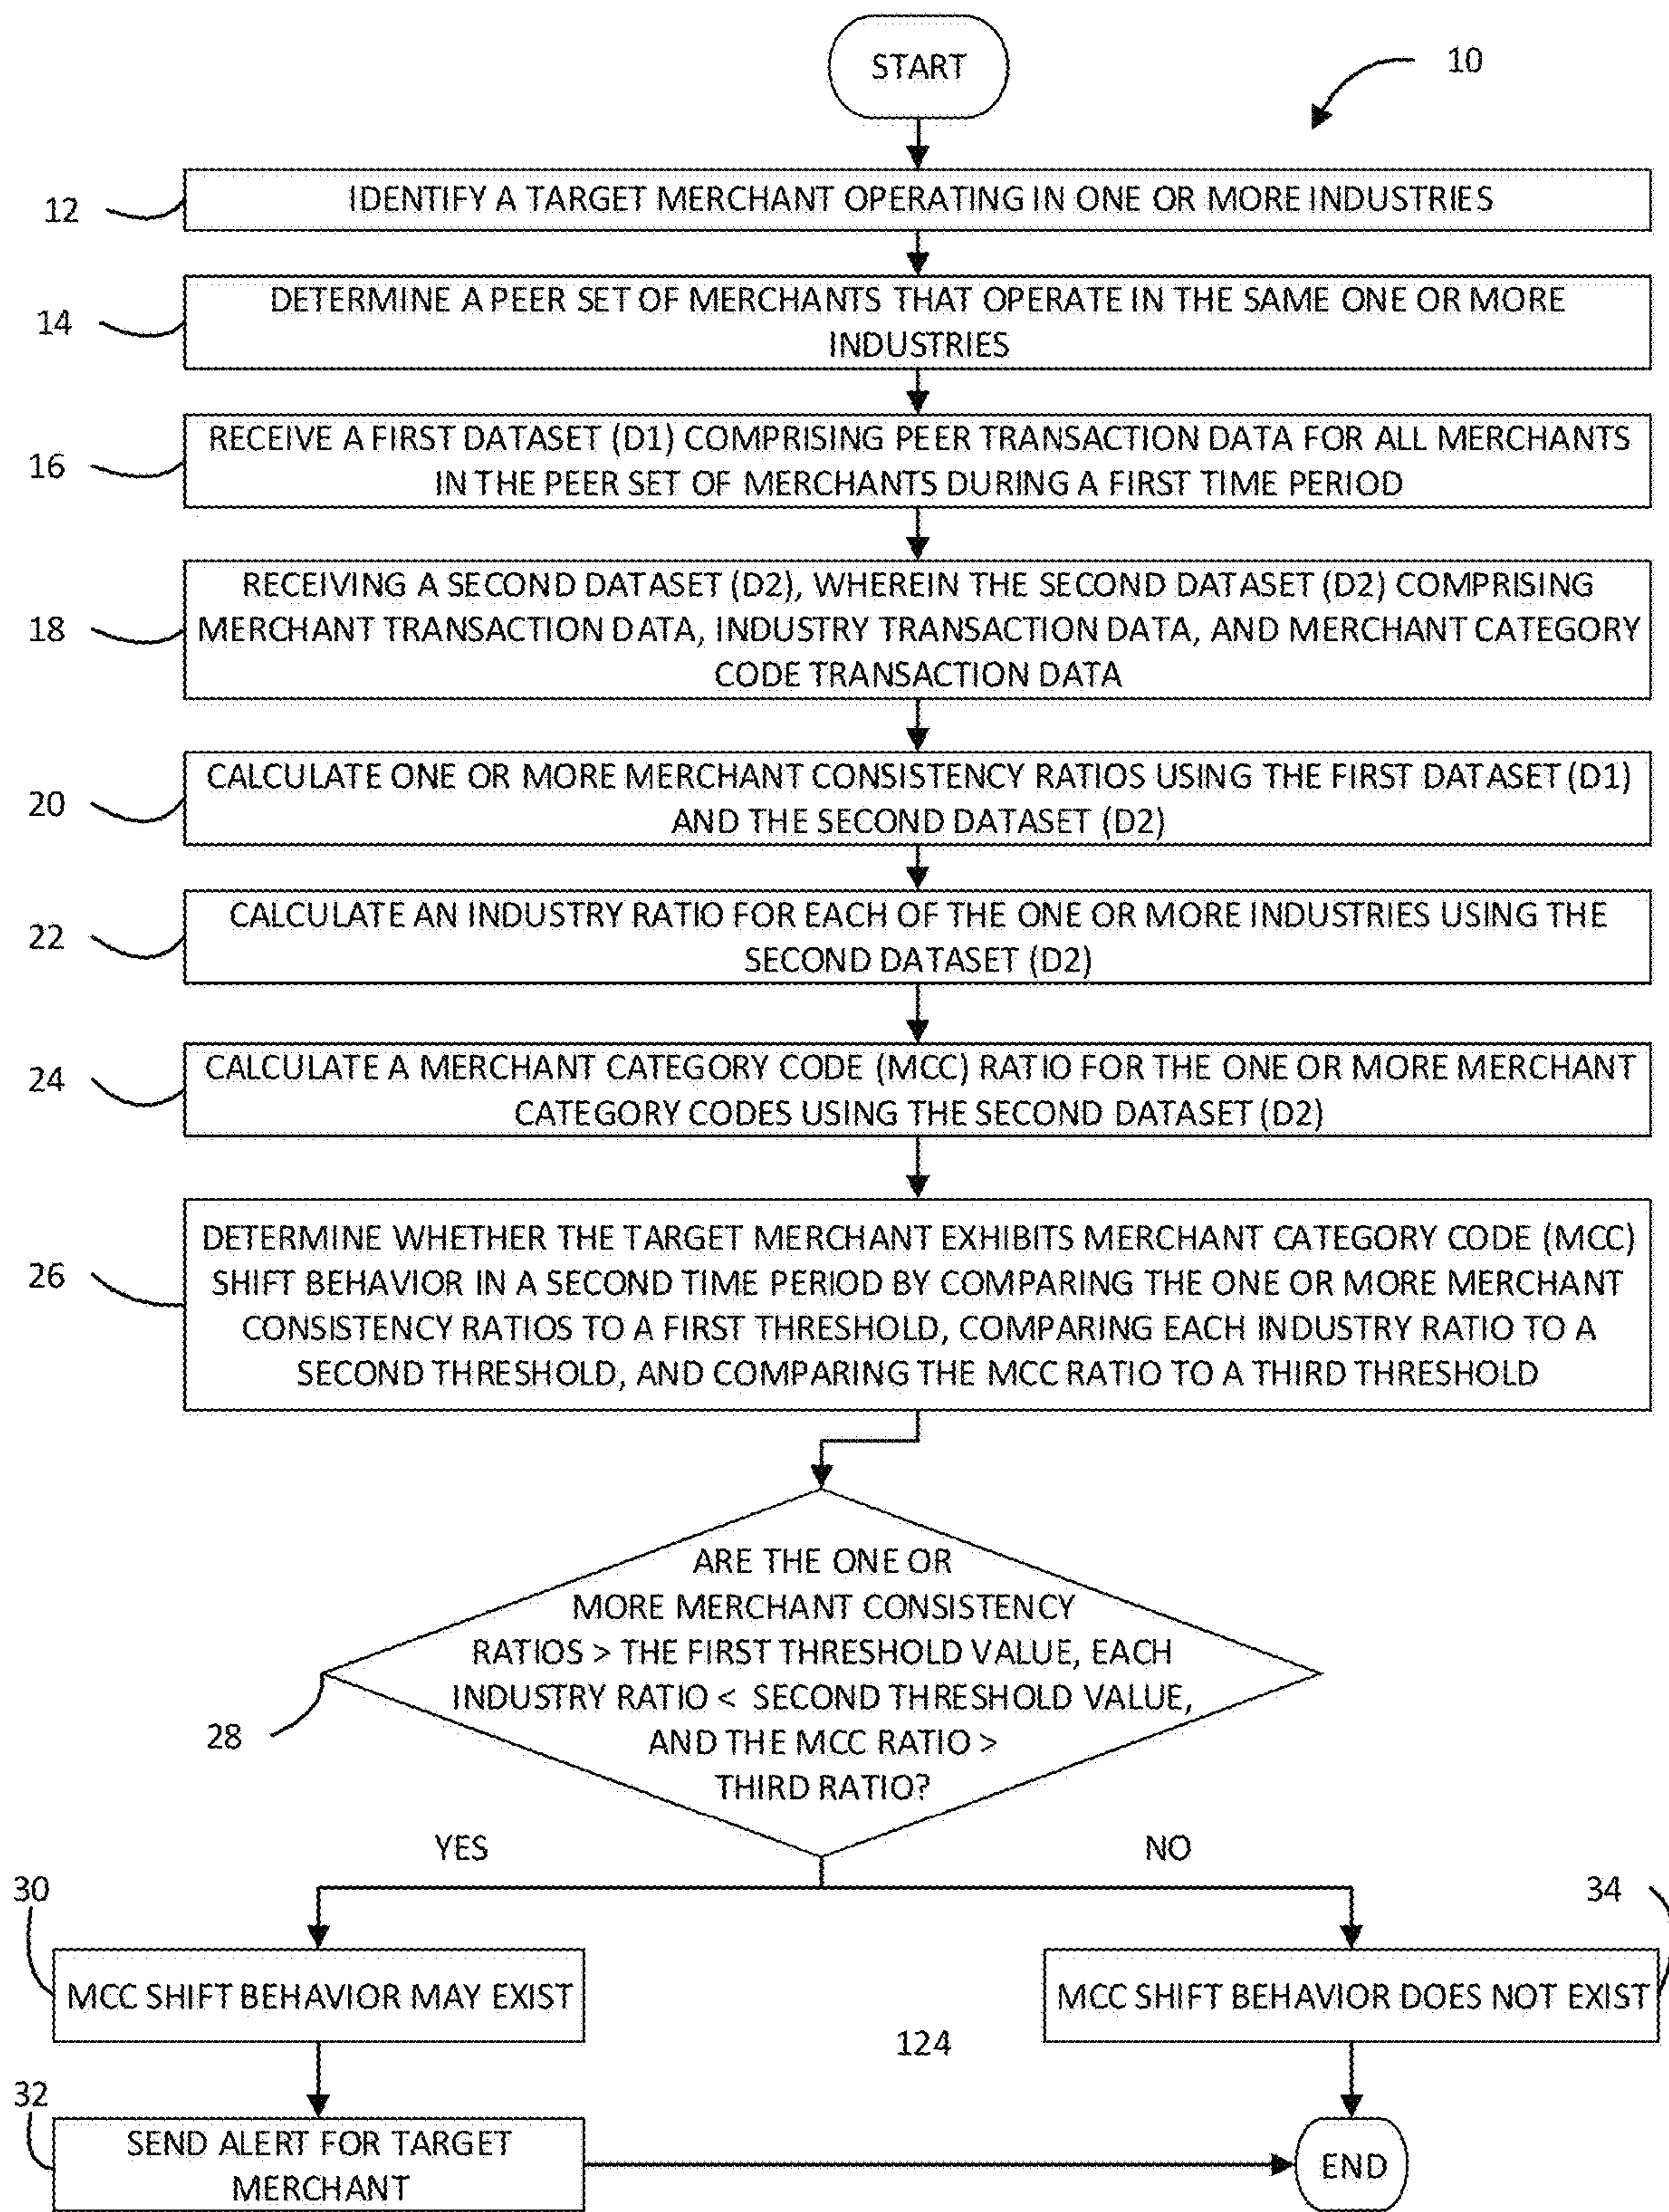 START
10
12
IDENTIFY A TARGET MERCHANT OPERATING IN ONE OR MORE INDUSTRIES
14
DETERMINE A PEER SET OF MERCHANTS THAT OPERATE IN THE SAME ONE OR MORE
INDUSTRIES
16
RECEIVE A FIRST DATASET (D1) COMPRISING PEER TRANSACTION DATA FOR ALL MERCHANTS
IN THE PEER SET OF MERCHANTS DURING A FIRST TIME PERIOD
18
RECEIVING A SECOND DATASET (D2), WHEREIN THE SECOND DATASET (D2) COMPRISING
MERCHANT TRANSACTION DATA, INDUSTRY TRANSACTION DATA, AND MERCHANT CATEGORY
CODE TRANSACTION DATA
20
CALCULATE ONE OR MORE MERCHANT CONSISTENCY RATIOS USING THE FIRST DATASET (D1)
AND THE SECOND DATASET (D2)
22
CALCULATE AN INDUSTRY RATIO FOR EACH OF THE ONE OR MORE INDUSTRIES USING THE
SECOND DATASET (D2)
24
CALCULATE A MERCHANT CATEGORY CODE (MCC) RATIO FOR THE ONE OR MORE MERCHANT
CATEGORY CODES USING THE SECOND DATASET (D2)
26
DETERMINE WHETHER THE TARGET MERCHANT EXHIBITS MERCHANT CATEGORY CODE (MCC)
SHIFT BEHAVIOR IN A SECOND TIME PERIOD BY COMPARING THE ONE OR MORE MERCHANT
CONSISTENCY RATIOS TO A FIRST THRESHOLD, COMPARING EACH INDUSTRY RATIO TO A
SECOND THRESHOLD, AND COMPARING THE MCC RATIO TO A THIRD THRESHOLD
28
ARE THE ONE OR
MORE MERCHANT CONSISTENCY
RATIOS > THE FIRST THRESHOLD VALUE, EACH
INDUSTRY RATIO < SECOND THRESHOLD VALUE,
AND THE MCC RATIO >
THIRD RATIO?
YES
NO
30
MCC SHIFT BEHAVIOR MAY EXIST
34
MCC SHIFT BEHAVIOR DOES NOT EXIST
124
32
SEND ALERT FOR TARGET
MERCHANT
END